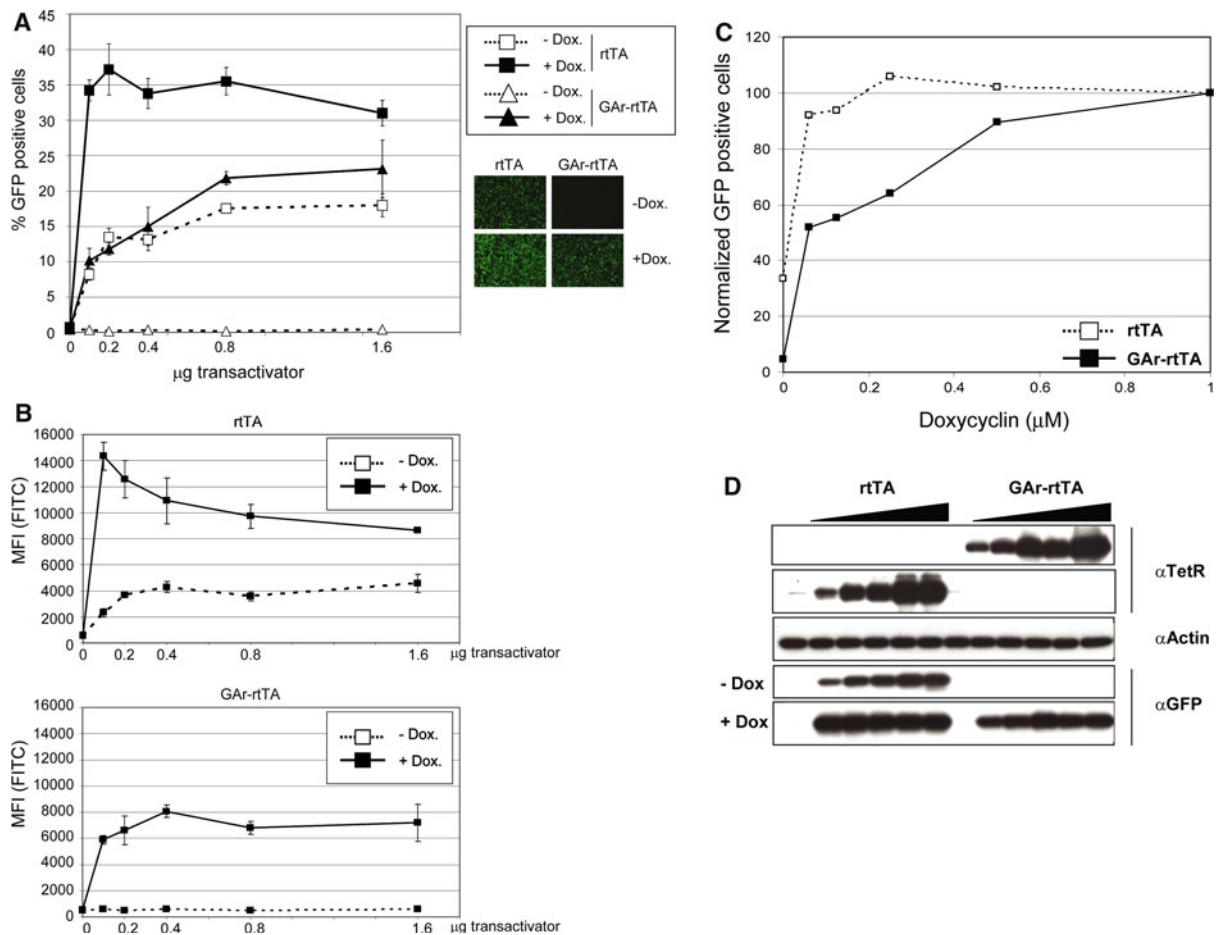 A
% GFP positive cells
45
40
35
30
25
20
15
10
5
0
0 0.2 0.4 0.8 1.6
μg transactivator
- Dox.
+ Dox.
rtTA
- Dox.
+ Dox.
GAr-rtTA
rtTA GAr-rtTA
-Dox.
+Dox.
B
rtTA
MFI (FITC)
16000
14000
12000
10000
8000
6000
4000
2000
0
0 0.2 0.4 0.8 1.6 μg transactivator
- Dox.
+ Dox.
GAr-rtTA
MFI (FITC)
16000
14000
12000
10000
8000
6000
4000
2000
0
0 0.2 0.4 0.8 1.6 μg transactivator
- Dox.
+ Dox.
C
Normalized GFP positive cells
120
100
80
60
40
20
0
0 0.2 0.4 0.6 0.8 1
Doxycyclin (μM)
rtTA
GAr-rtTA
D
rtTA GAr-rtTA
αTetR
αActin
- Dox
+ Dox
αGFP